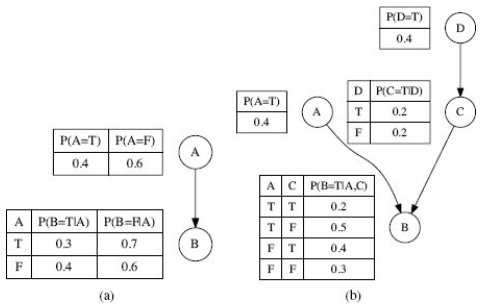 P(D=T)
0.4
D
P(A=T)
0.4
A
D P(C=T|D)
T 0.2
F 0.2
C
P(A=T) P(A=F)
0.4 0.6
A
A P(B=T|A) P(B=F|A)
T 0.3 0.7
F 0.4 0.6
B
A C P(B=T|A,C)
T T 0.2
T F 0.5
F T 0.4
F F 0.3
B
(a)
(b)